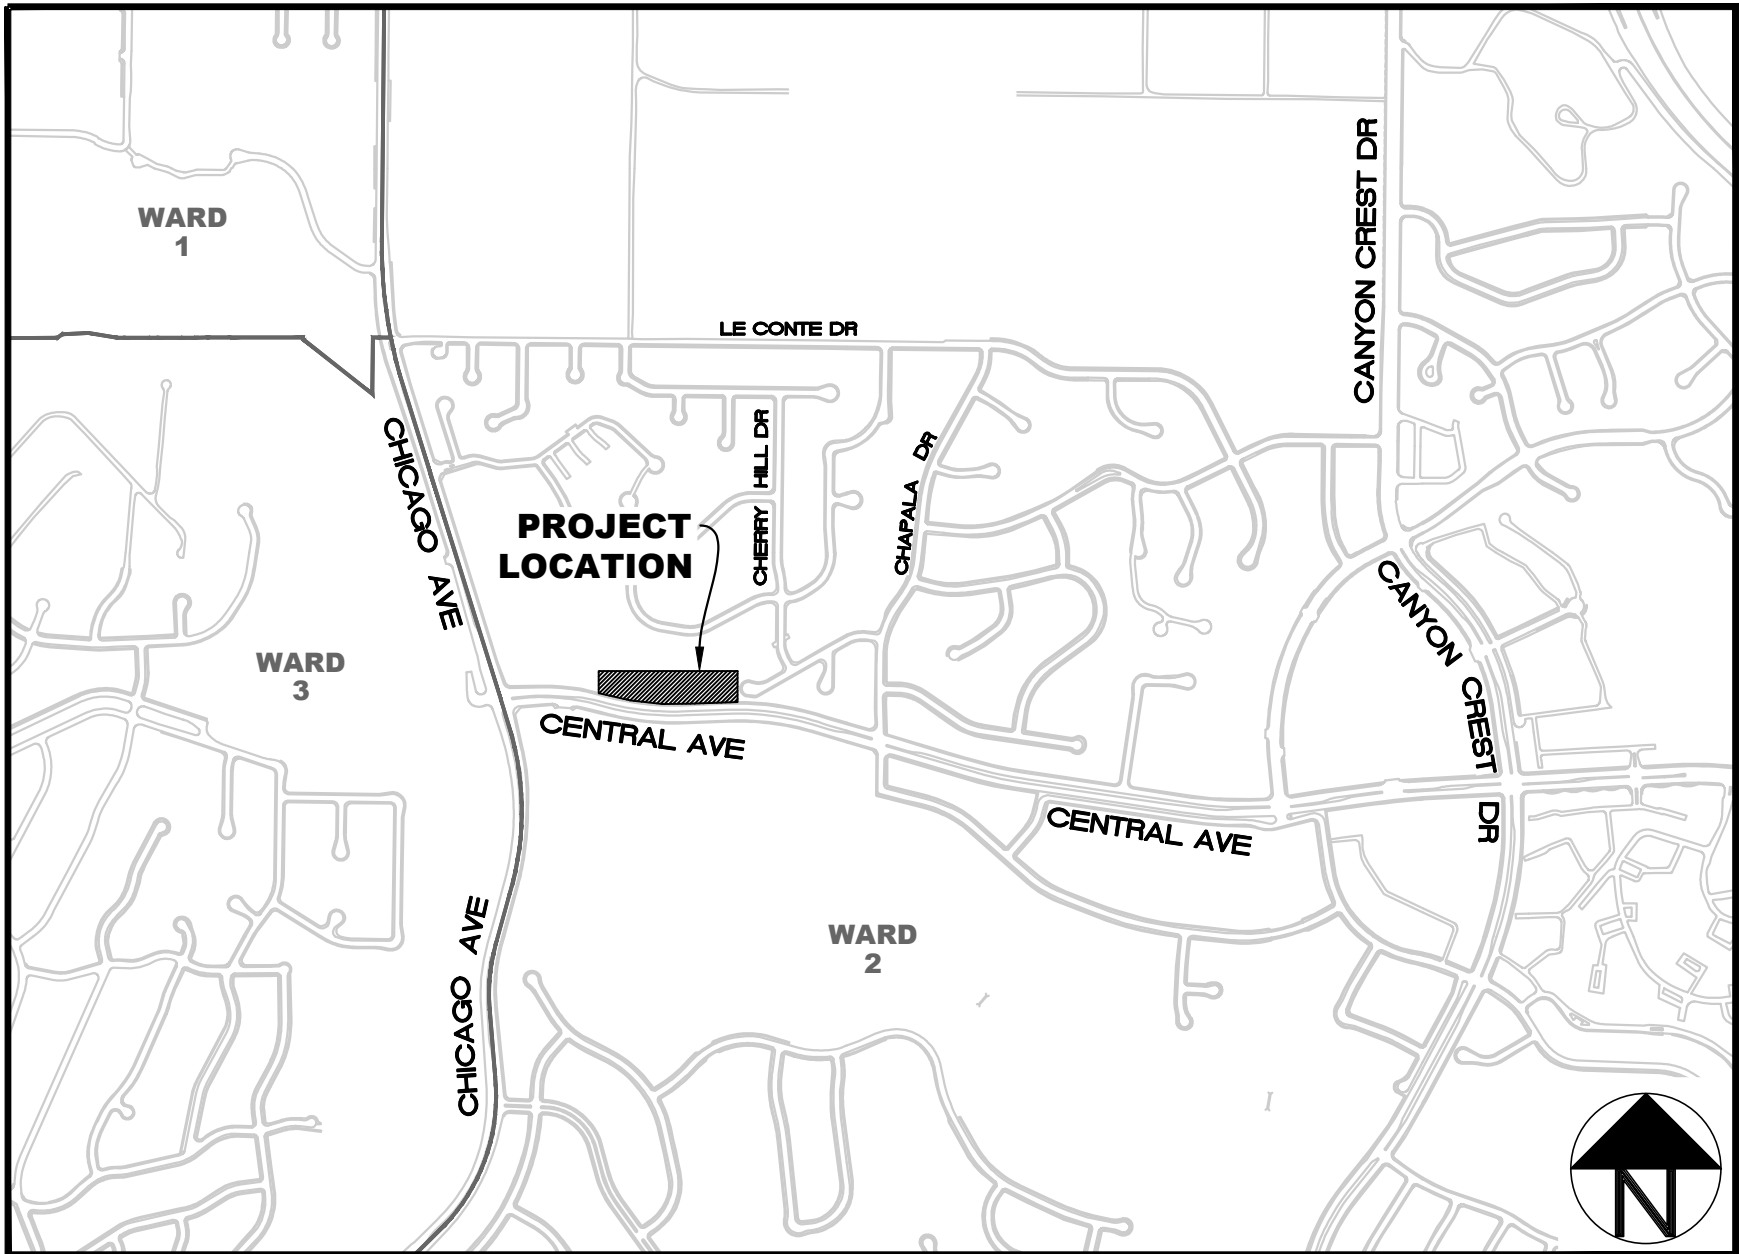 CANYON CREST DR
WARD
1
LE CONTE DR
CHICAGO AVE
CHERRY HILL DR
CHAPALA DR
PROJECT
LOCATION
CANYON CREST DR
WARD
3
CENTRAL AVE
CENTRAL AVE
CHICAGO AVE
WARD
2
N